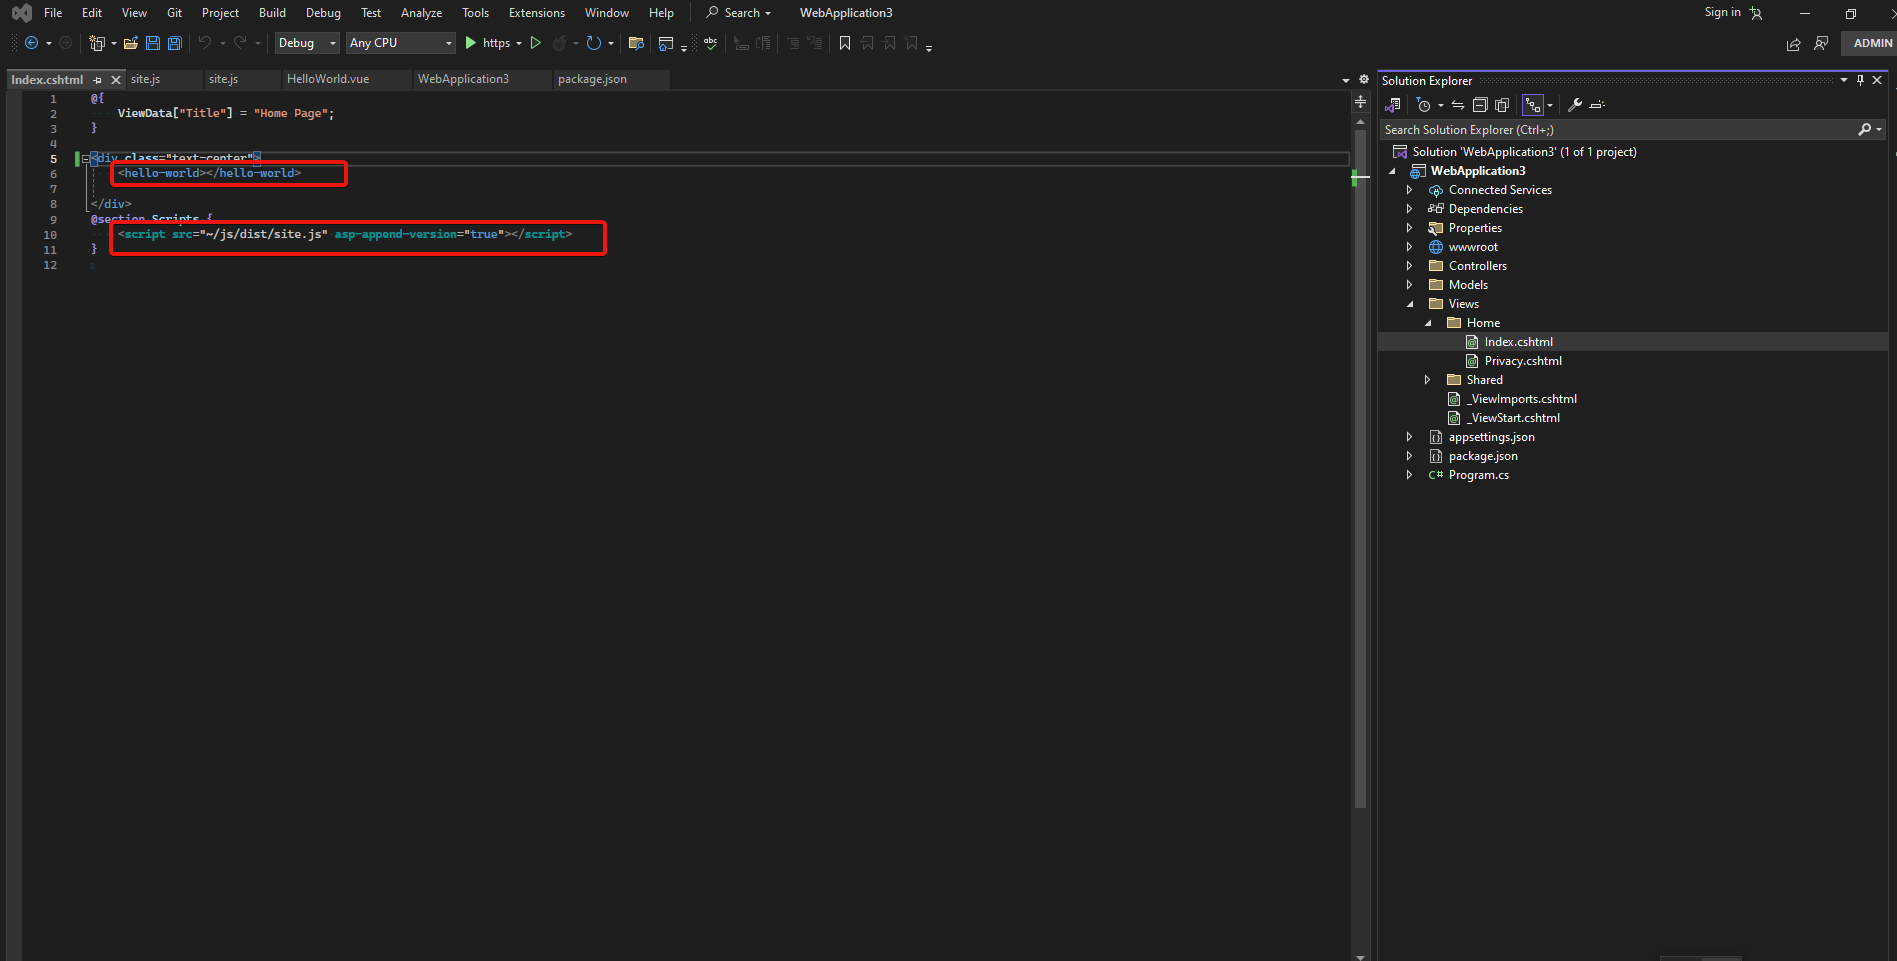 File Edit View Git Project Build Debug Test Analyze Tools Extensions Window Help Search WebApplication3 Sign in
Debug Any CPU https abc ADMIN
Index.cshtml site.js site.js HelloWorld.vue WebApplication3 package.json
1 @{
2 ViewData["Title"] = "Home Page";
3 }
4
5 <div class="text-center">
6 <hello-world></hello-world>
7
8 </div>
9 @section Scripts {
10 <script src="~/js/dist/site.js" asp-append-version="true"></script>
11 }
12
Solution Explorer
Search Solution Explorer (Ctrl+;)
Solution 'WebApplication3' (1 of 1 project)
WebApplication3
Connected Services
Dependencies
Properties
wwwroot
Controllers
Models
Views
Home
Index.cshtml
Privacy.cshtml
Shared
_ViewImports.cshtml
_ViewStart.cshtml
appsettings.json
package.json
C# Program.cs